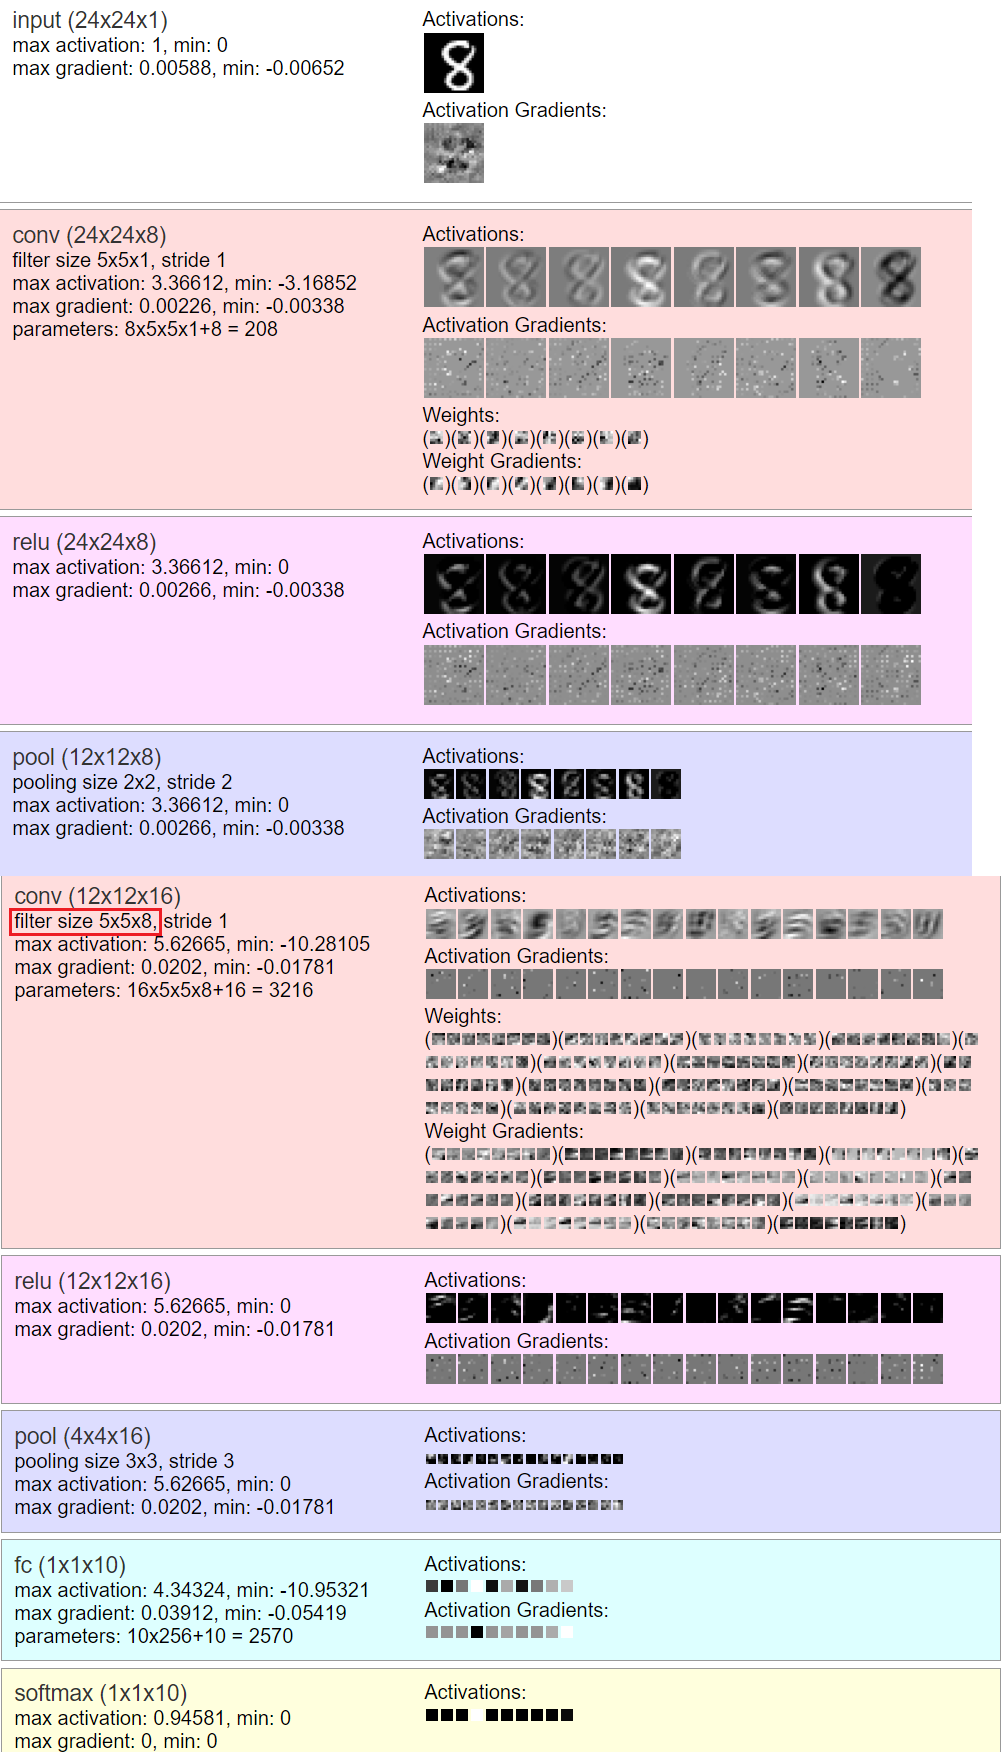 input (24x24x1)
max activation: 1, min: 0
max gradient: 0.00588, min: -0.00652
Activations:
Activation Gradients:
conv (24x24x8)
filter size 5x5x1, stride 1
max activation: 3.36612, min: -3.16852
max gradient: 0.00226, min: -0.00338
parameters: 8x5x5x1+8 = 208
Activations:
Activation Gradients:
Weights:
( )( )( )( )( )( )( )( )
Weight Gradients:
( )( )( )( )( )( )( )( )
relu (24x24x8)
max activation: 3.36612, min: 0
max gradient: 0.00266, min: -0.00338
Activations:
Activation Gradients:
pool (12x12x8)
pooling size 2x2, stride 2
max activation: 3.36612, min: 0
max gradient: 0.00266, min: -0.00338
Activations:
Activation Gradients:
conv (12x12x16)
filter size 5x5x8, stride 1
max activation: 5.62665, min: -10.28105
max gradient: 0.0202, min: -0.01781
parameters: 16x5x5x8+16 = 3216
Activations:
Activation Gradients:
Weights:
( )( )( )( )(
)( )( )( )(
)( )( )( )(
)( )( )( )
Weight Gradients:
( )( )( )( )(
)( )( )( )(
)( )( )( )(
)( )( )( )
relu (12x12x16)
max activation: 5.62665, min: 0
max gradient: 0.0202, min: -0.01781
Activations:
Activation Gradients:
pool (4x4x16)
pooling size 3x3, stride 3
max activation: 5.62665, min: 0
max gradient: 0.0202, min: -0.01781
Activations:
Activation Gradients:
fc (1x1x10)
max activation: 4.34324, min: -10.95321
max gradient: 0.03912, min: -0.05419
parameters: 10x256+10 = 2570
Activations:
Activation Gradients:
softmax (1x1x10)
max activation: 0.94581, min: 0
max gradient: 0, min: 0
Activations: